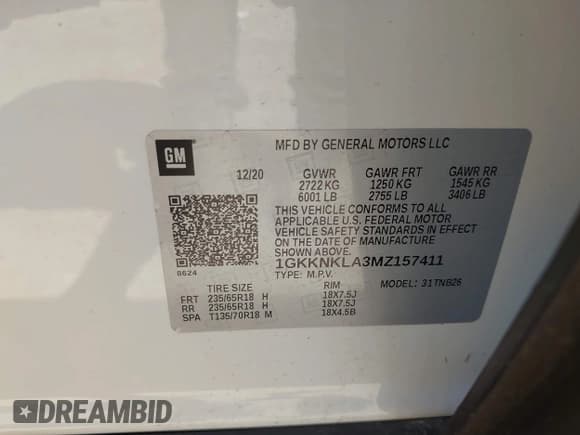 MFD BY GENERAL MOTORS LLC
GM
12/20 GVWR GAWR FRT GAWR RR
2722 KG 1250 KG 1545 KG
6001 LB 2755 LB 3406 LB
THIS VEHICLE CONFORMS TO ALL
APPLICABLE U.S. FEDERAL MOTOR
VEHICLE SAFETY STANDARDS IN
EFFECT ON THE DATE OF MANUFACTURE
SHOWN ABOVE.
1GKKNKLA3MZ157411
8624
TYPE: M.P.V. MODEL: 31TNB26
TIRE SIZE RIM
FRT 235/65R18 H 18X7.5J
RR 235/65R18 H 18X7.5J
SPA T135/70R18 M 18X4.5B
DREAMBID